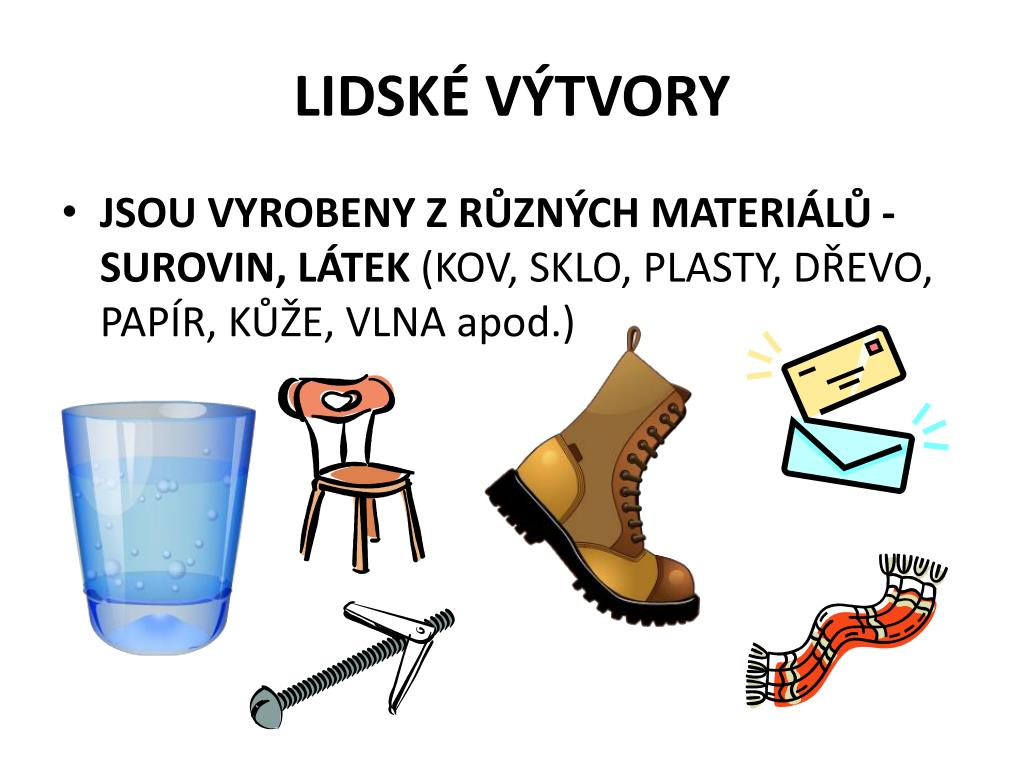 LIDSKÉ VÝTVORY
• JSOU VYROBENY Z RŮZNÝCH MATERIÁLŮ -
SUROVIN, LÁTEK (KOV, SKLO, PLASTY, DŘEVO,
PAPÍR, KŮŽE, VLNA apod.)